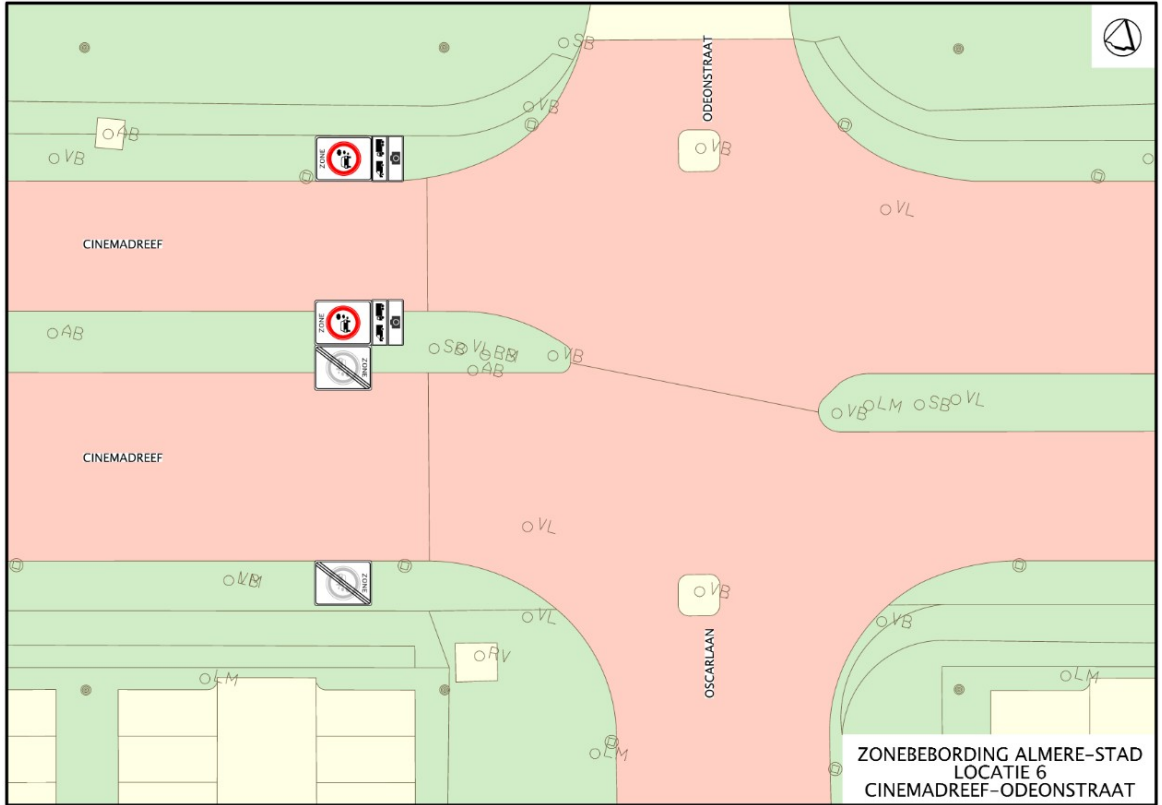 SB
ODEONSTRAAT
VB
AB
VB
VB
ZONE
VL
CINEMADREEF
ZONE
AB
SB
VL
VB
AB
ZONE
VB
LM
SB
VL
CINEMADREEF
VL
ZONE
VB
VL
VB
RV
OSCARLAAN
LM
LM
LM
ZONEBEBORDING ALMERE-STAD
LOCATIE 6
CINEMADREEF-ODEONSTRAAT